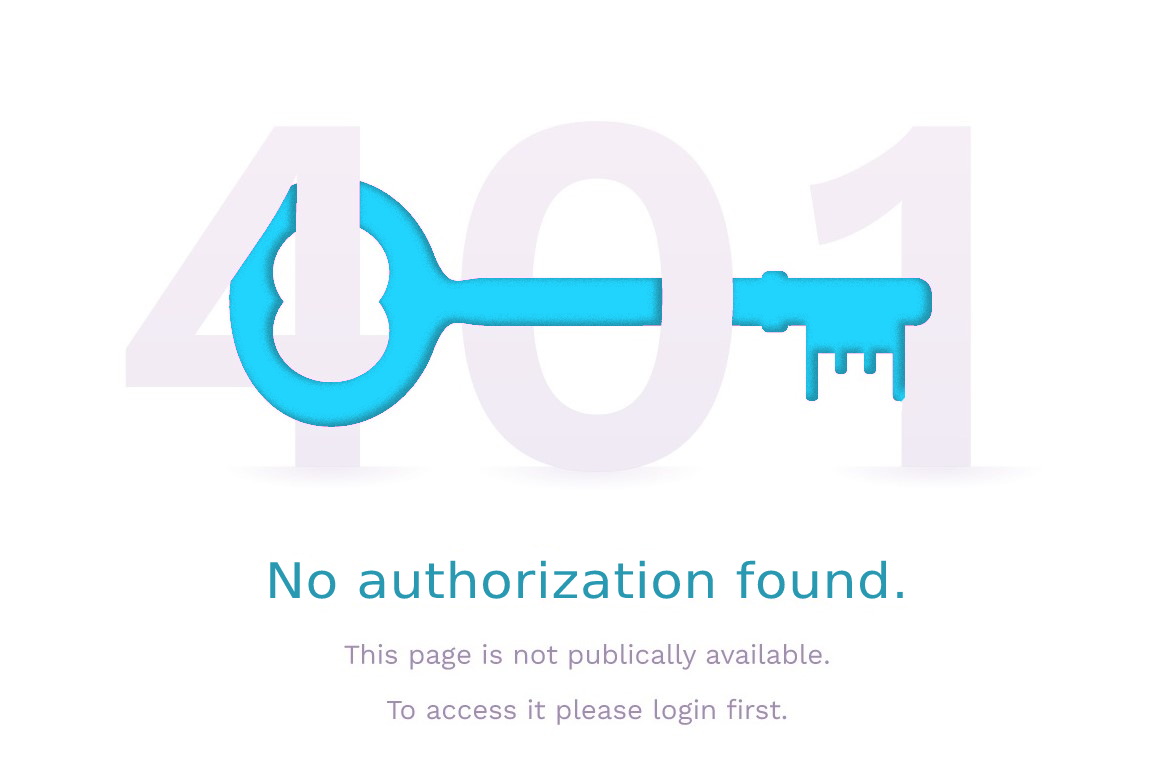 401
No authorization found.
This page is not publically available.
To access it please login first.